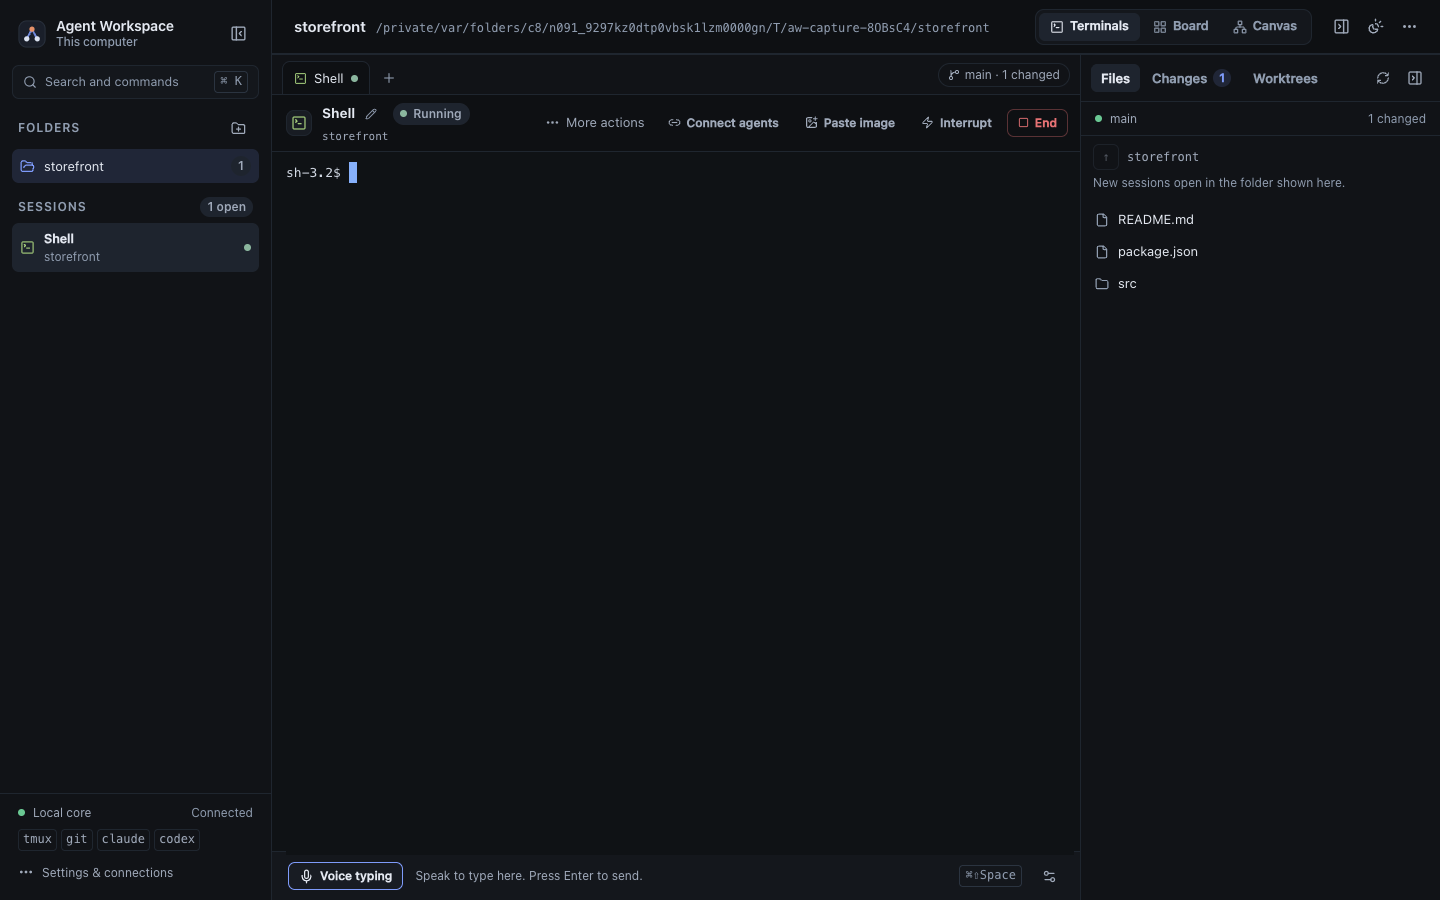 Agent Workspace
This computer
Search and commands ⌘ K
FOLDERS
storefront 1
SESSIONS 1 open
Shell
storefront
Local core Connected
tmux git claude codex
Settings & connections
storefront /private/var/folders/c8/n091_9297kz0dtp0vbsk1lzm0000gn/T/aw-capture-8OBsC4/storefront
Terminals Board Canvas
Shell
main · 1 changed
Shell Running
storefront
More actions Connect agents Paste image Interrupt End
sh-3.2$
Voice typing Speak to type here. Press Enter to send. ⌘⇧Space
Files Changes 1 Worktrees
main 1 changed
↑ storefront
New sessions open in the folder shown here.
README.md
package.json
src